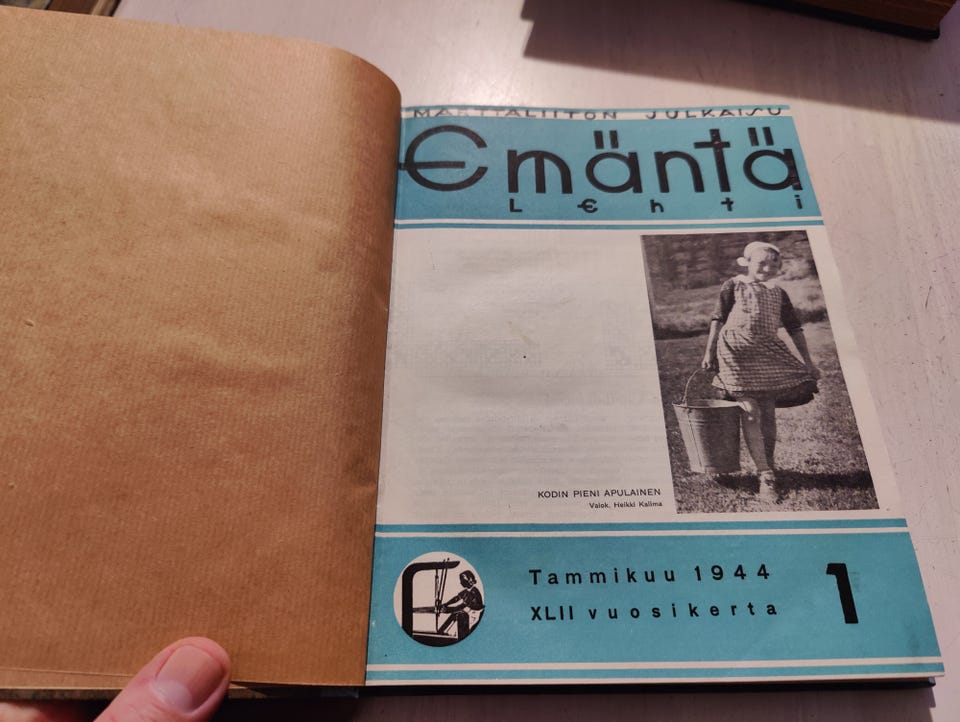 MARTTALIITON JULKAISU
Emäntä
Lehti
KODIN PIENI APULAINEN
Valok. Heikki Kalima
Tammikuu 1944
XLII vuosikerta
1